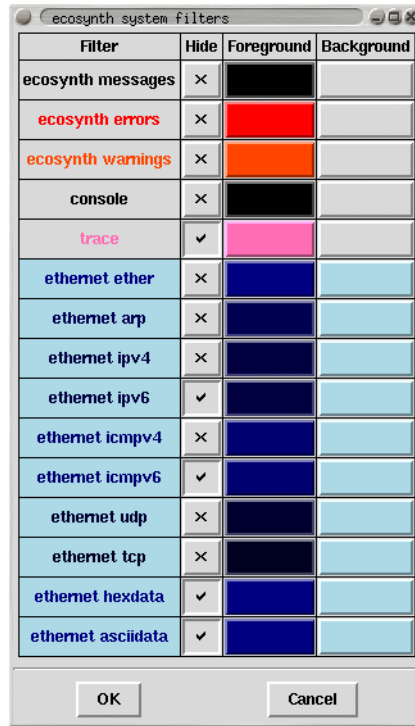 ecosynth system filters
Filter Hide Foreground Background
ecosynth messages
ecosynth errors
ecosynth warnings
console
trace
ethernet ether
ethernet arp
ethernet ipv4
ethernet ipv6
ethernet icmpv4
ethernet icmpv6
ethernet udp
ethernet tcp
ethernet hexdata
ethernet asciidata
OK Cancel